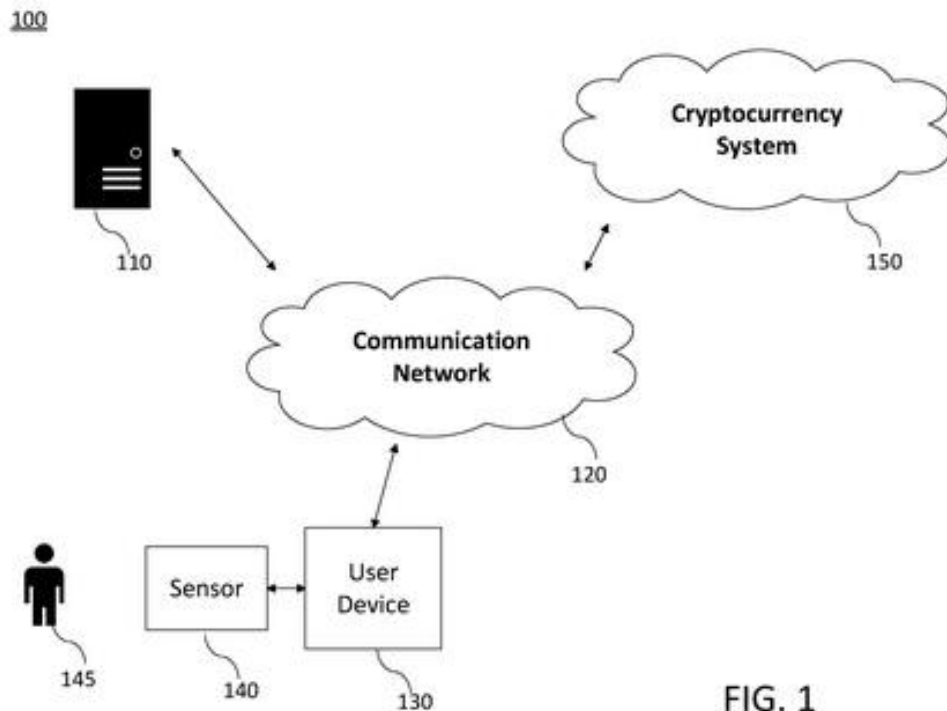 100
Cryptocurrency
System
110
150
Communication
Network
120
Sensor
User
Device
145
140
130
FIG. 1